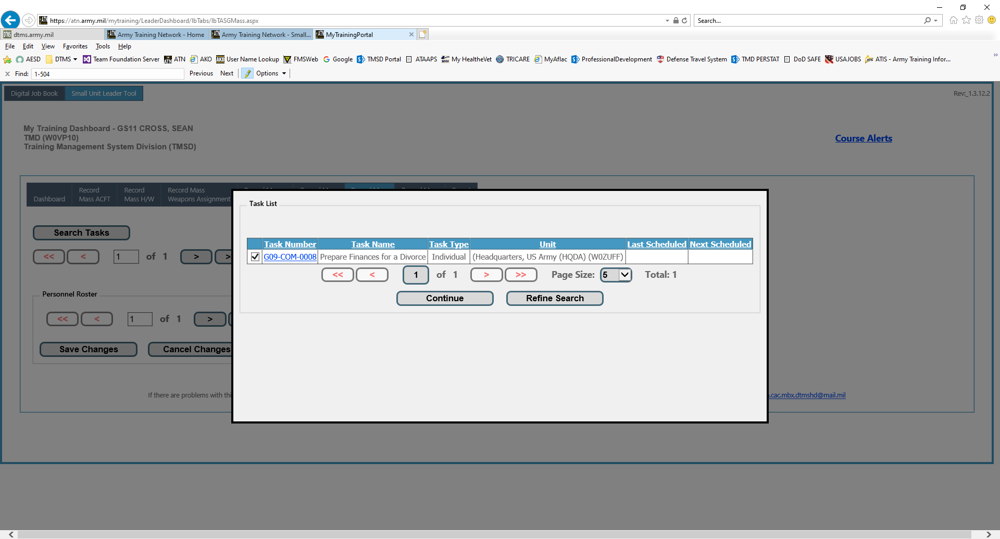 https://atn.army.mil/mytraining/LeaderDashboard/lbTabs/lbTASGMass.aspx
Search...
dtms.army.mil
Army Training Network - Home
Army Training Network - Small...
MyTrainingPortal
File Edit View Favorites Tools Help
AESD DTMS Team Foundation Server ATN AKO User Name Lookup FMSWeb Google TMSD Portal ATAAPS My HealtheVet TRICARE MyAflac ProfessionalDevelopment Defense Travel System TMD PERSTAT DoD SAFE USAJOBS ATIS - Army Training Infor...
Find: 1-504 Previous Next Options
Digital Job Book Small Unit Leader Tool Rev:_1.3.12.2
My Training Dashboard - GS11 CROSS, SEAN
TMD (W0VP10)
Training Management System Division (TMSD)
Course Alerts
Dashboard
Record
Mass ACFT
Record
Mass H/W
Record Mass
Weapons Assignment
Search Tasks
<< < 1 of 1 > >
Personnel Roster
<< < 1 of 1 >
Save Changes Cancel Changes
If there are problems with thi
.cac.mbx.dtmshd@mail.mil
Task List
Task Number Task Name Task Type Unit Last Scheduled Next Scheduled
G09-COM-0008 Prepare Finances for a Divorce Individual (Headquarters, US Army (HQDA) (W0ZUFF)
<< < 1 of 1 > >> Page Size: 5 Total: 1
Continue Refine Search